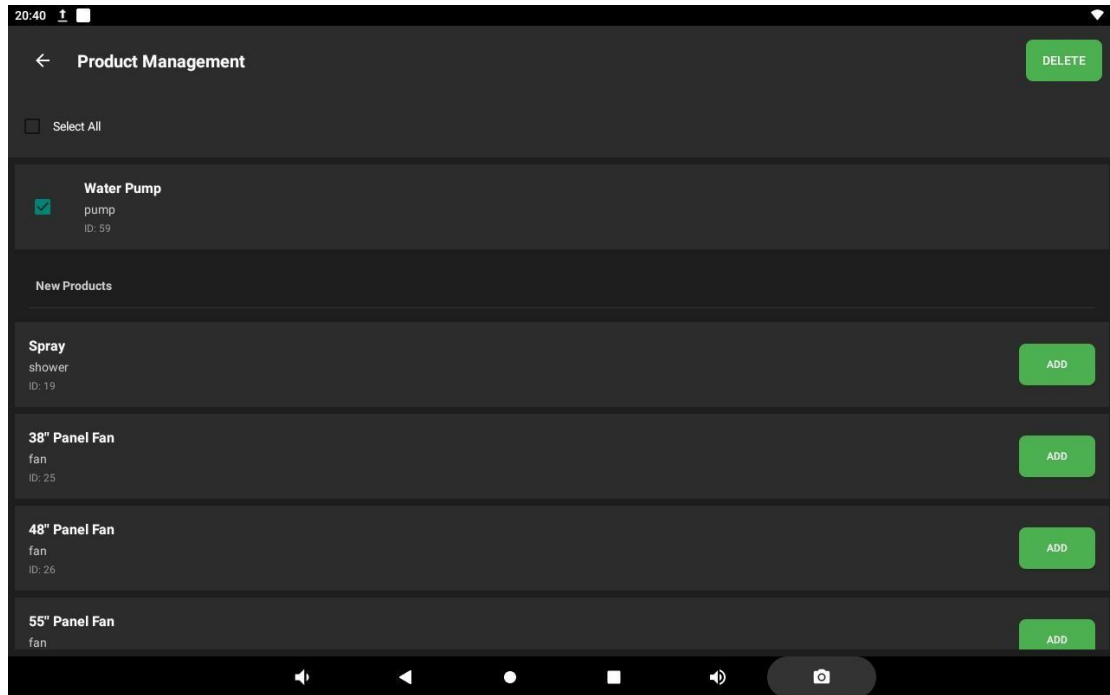 20:40
Product Management
DELETE
Select All
Water Pump
pump
ID: 59
New Products
Spray
shower
ID: 19
ADD
38" Panel Fan
fan
ID: 25
ADD
48" Panel Fan
fan
ID: 26
ADD
55" Panel Fan
fan
ADD